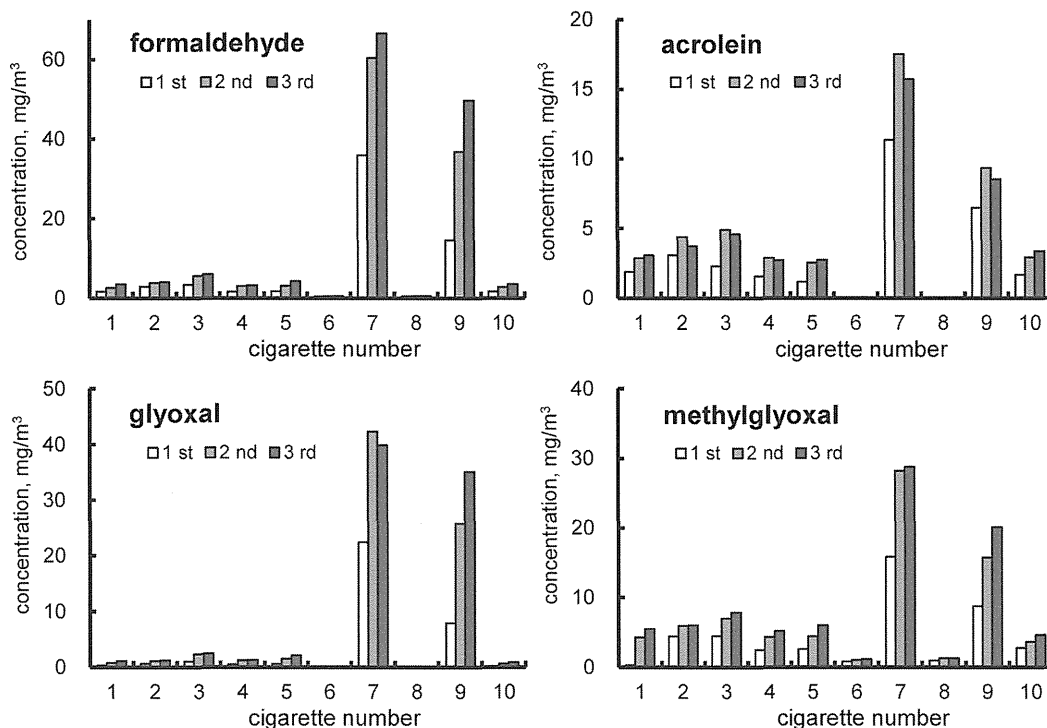 formaldehyde
1 st 2 nd 3 rd
concentration, mg/m³
60
40
20
0
1 2 3 4 5 6 7 8 9 10
cigarette number
acrolein
1 st 2 nd 3 rd
concentration, mg/m³
20
15
10
5
0
1 2 3 4 5 6 7 8 9 10
cigarette number
glyoxal
1 st 2 nd 3 rd
concentration, mg/m³
50
40
30
20
10
0
1 2 3 4 5 6 7 8 9 10
cigarette number
methylglyoxal
1 st 2 nd 3 rd
concentration, mg/m³
40
30
20
10
0
1 2 3 4 5 6 7 8 9 10
cigarette number